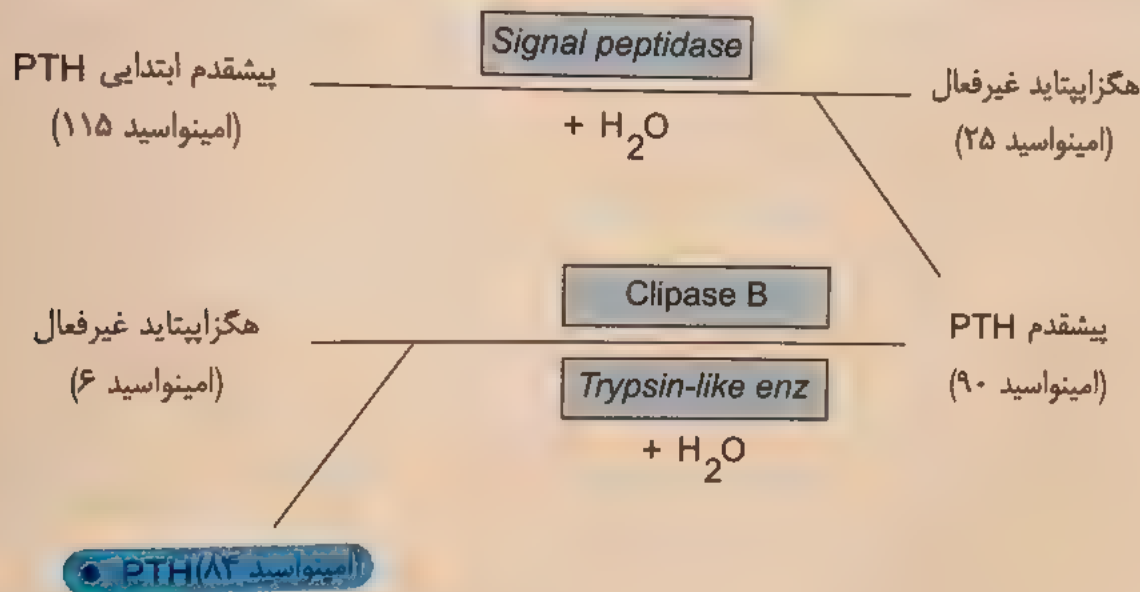 Signal peptidase
پیشقدم ابتدایی PTH
(امینواسید ۱۱۵)
+ H₂O
هگزاپپتاید غیرفعال
(امینواسید ۲۵)
Clipase B
هگزاپپتاید غیرفعال
(امینواسید ۶)
Trypsin-like enz
+ H₂O
پیشقدم PTH
(امینواسید ۹۰)
PTH(امینواسید ۸۴)